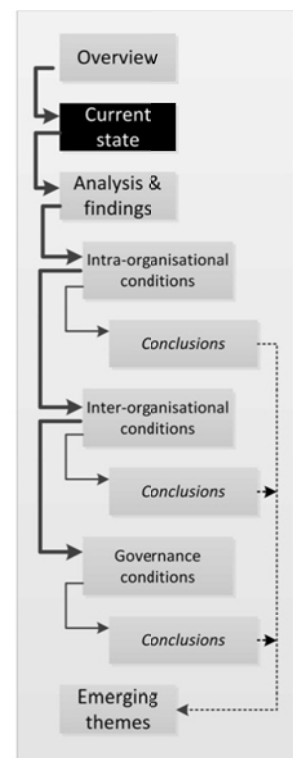 Overview
Current
state
Analysis &
findings
Intra-organisational
conditions
Conclusions
Inter-organisational
conditions
Conclusions
Governance
conditions
Conclusions
Emerging
themes